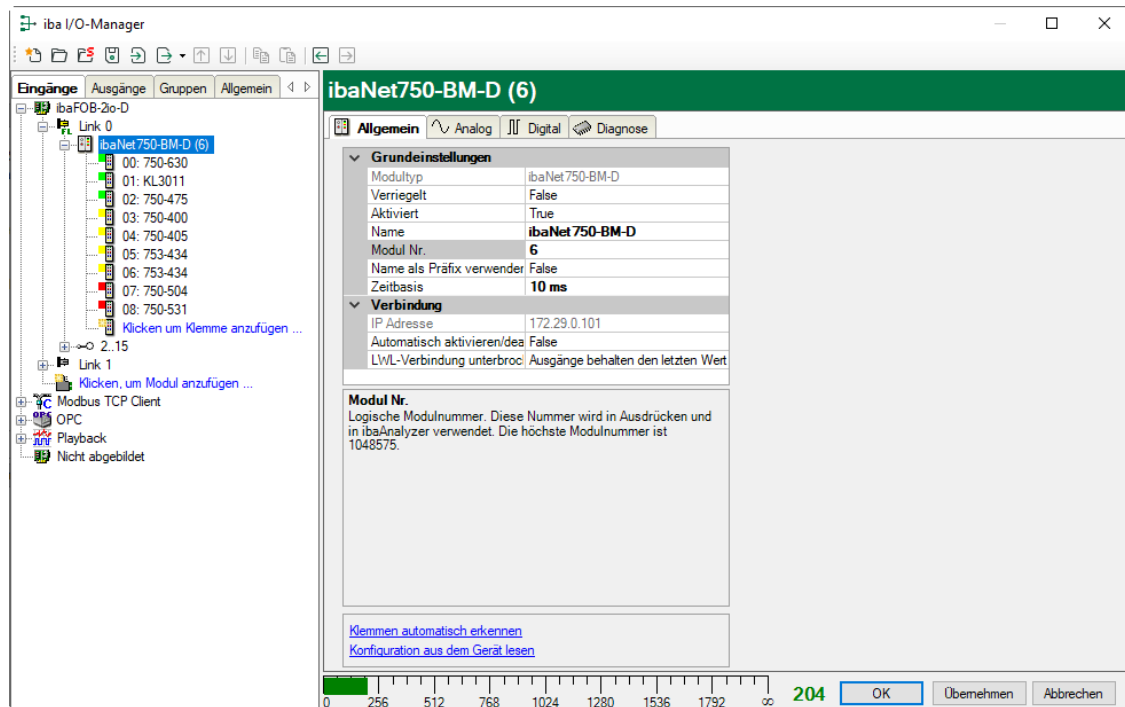 iba I/O-Manager
Eingänge Ausgänge Gruppen Allgemein
ibaFOB-2io-D
Link 0
ibaNet750-BM-D (6)
00: 750-630
01: KL3011
02: 750-475
03: 750-400
04: 750-405
05: 753-434
06: 753-434
07: 750-504
08: 750-531
Klicken um Klemme anzufügen ...
2..15
Link 1
Klicken, um Modul anzufügen ...
Modbus TCP Client
OPC
Playback
Nicht abgebildet
ibaNet750-BM-D (6)
Allgemein Analog Digital Diagnose
Grundeinstellungen
Modultyp ibaNet750-BM-D
Verriegelt False
Aktiviert True
Name ibaNet750-BM-D
Modul Nr. 6
Name als Präfix verwenden False
Zeitbasis 10 ms
Verbindung
IP Adresse 172.29.0.101
Automatisch aktivieren/dea False
LWL-Verbindung unterbroc Ausgänge behalten den letzten Wert
Modul Nr.
Logische Modulnummer. Diese Nummer wird in Ausdrücken und
in ibaAnalyzer verwendet. Die höchste Modulnummer ist
1048575.
Klemmen automatisch erkennen
Konfiguration aus dem Gerät lesen
0 256 512 768 1024 1280 1536 1792 ∞
204 OK Übernehmen Abbrechen